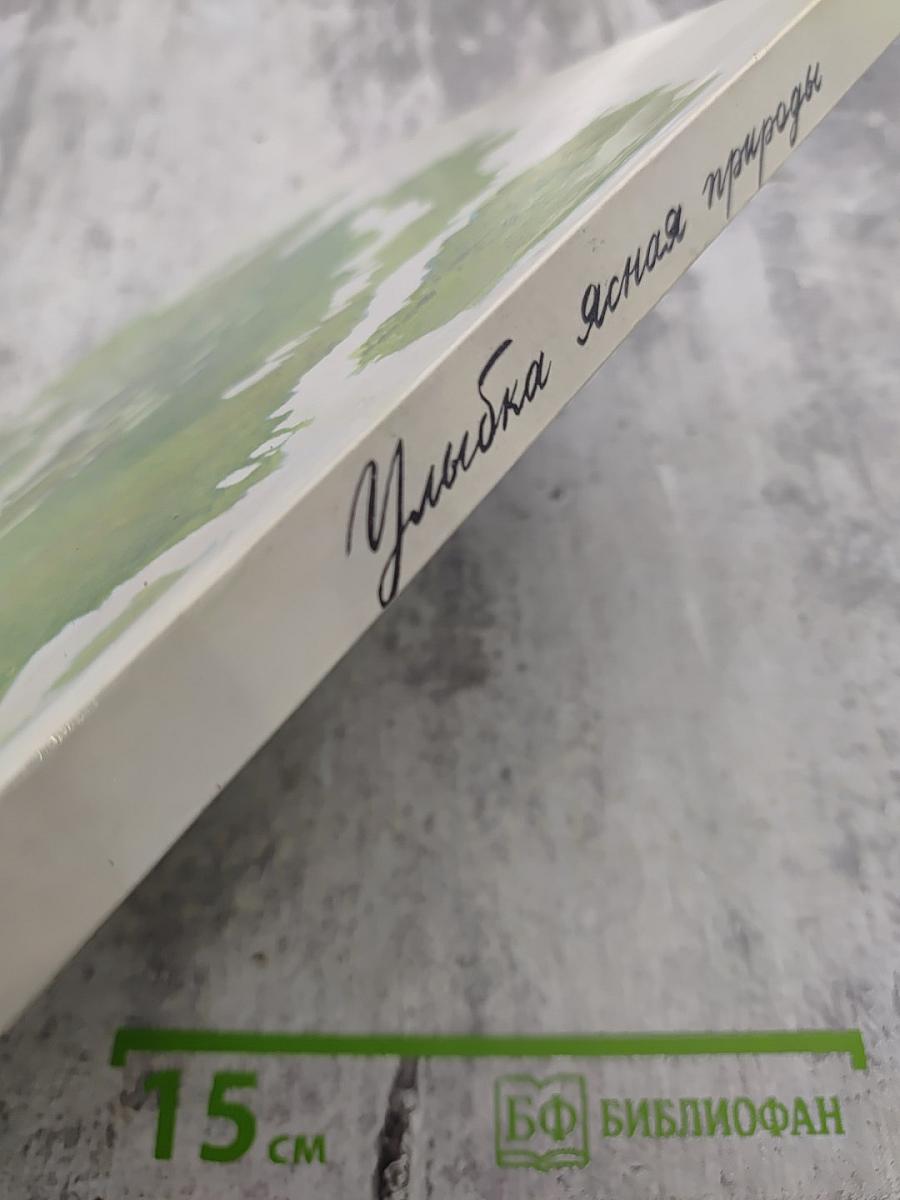 Улыбка ясная природы
15 см
БФ БИБЛИОФАН